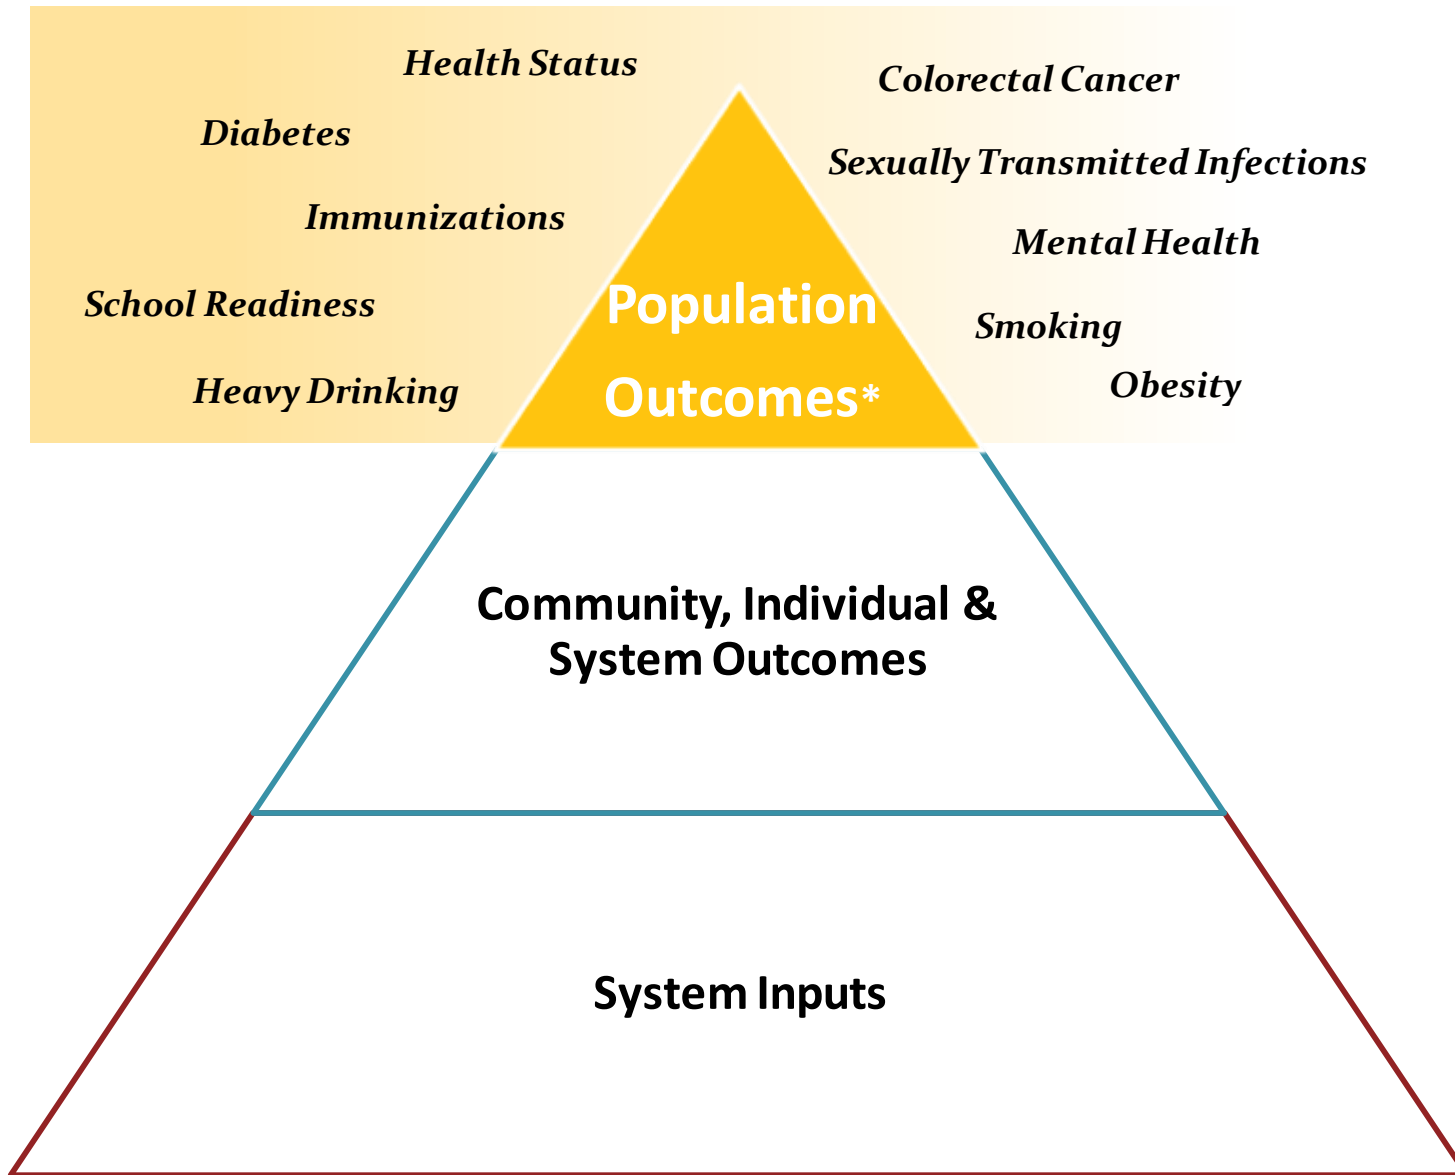 Health Status
Colorectal Cancer
Diabetes
Sexually Transmitted Infections
Immunizations
Mental Health
School Readiness
Smoking
Heavy Drinking
Obesity
Population
Outcomes*
Community, Individual &
System Outcomes
System Inputs